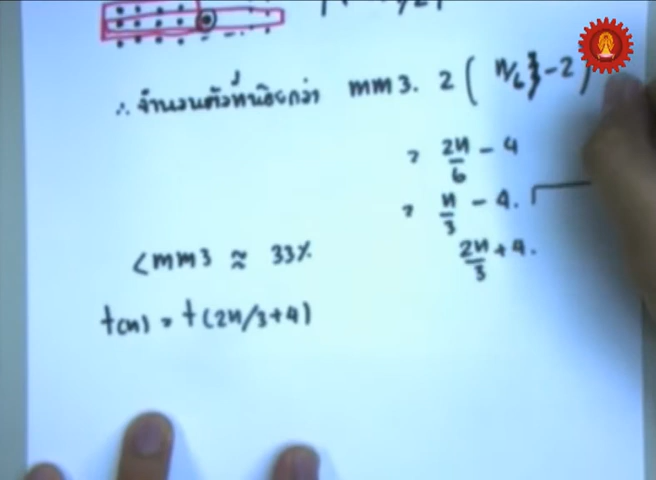 ∴ จำนวนตัวที่น้อยกว่า mm3. 2 ( - 2 )
≥ 2n/6 - 4
≥ n/3 - 4.
2n/3 + 4.
< mm3 ≈ 33%
t(n) = t(2n/3+4)